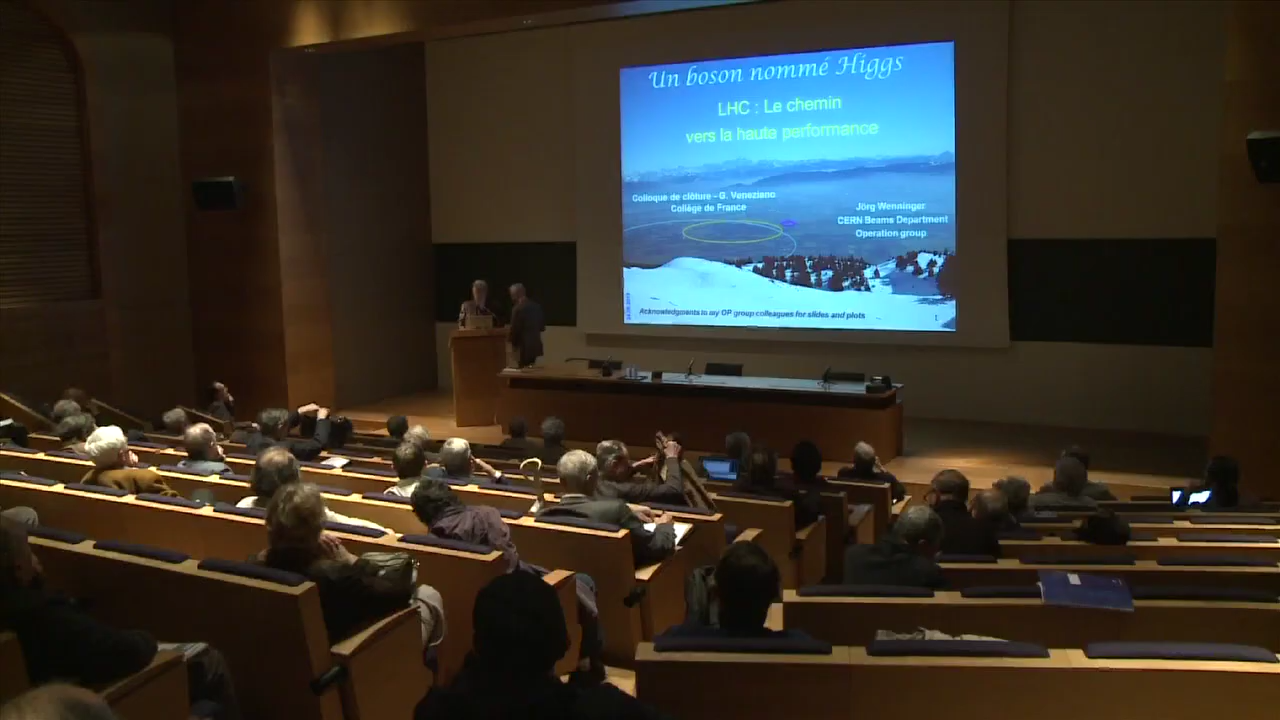 Un boson nommé Higgs
LHC : Le chemin
vers la haute performance
Colloque de clôture - G. Veneziano
Collège de France
Jörg Wenninger
CERN Beams Department
Operation group
Acknowledgments to my OP group colleagues for slides and plots
1